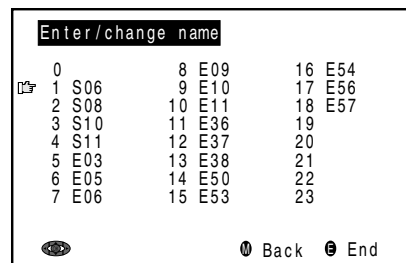 Enter/change name
0 8 E09 16 E54
1 S06 9 E10 17 E56
2 S08 10 E11 18 E57
3 S10 11 E36 19
4 S11 12 E37 20
5 E03 13 E38 21
6 E05 14 E50 22
7 E06 15 E53 23
M Back E End